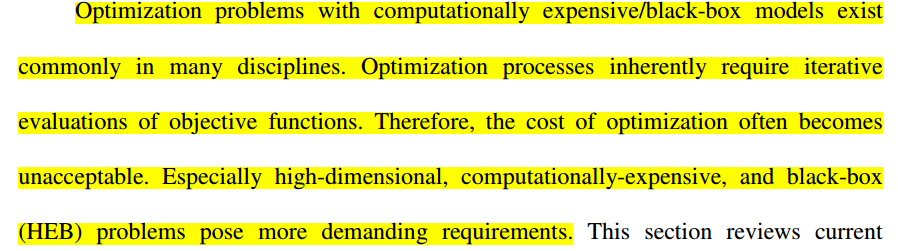 Optimization problems with computationally expensive/black-box models exist
commonly in many disciplines. Optimization processes inherently require iterative
evaluations of objective functions. Therefore, the cost of optimization often becomes
unacceptable. Especially high-dimensional, computationally-expensive, and black-box
(HEB) problems pose more demanding requirements. This section reviews current